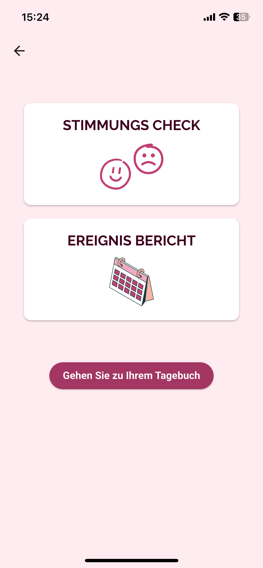 15:24
STIMMUNGS CHECK
EREIGNIS BERICHT
Gehen Sie zu Ihrem Tagebuch